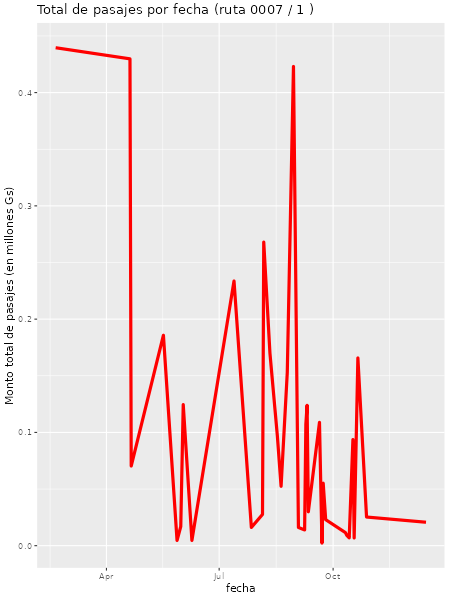 Total de pasajes por fecha (ruta 0007 / 1 )
Monto total de pasajes (en millones Gs)
0.4
0.3
0.2
0.1
0.0
Apr
Jul
Oct
fecha